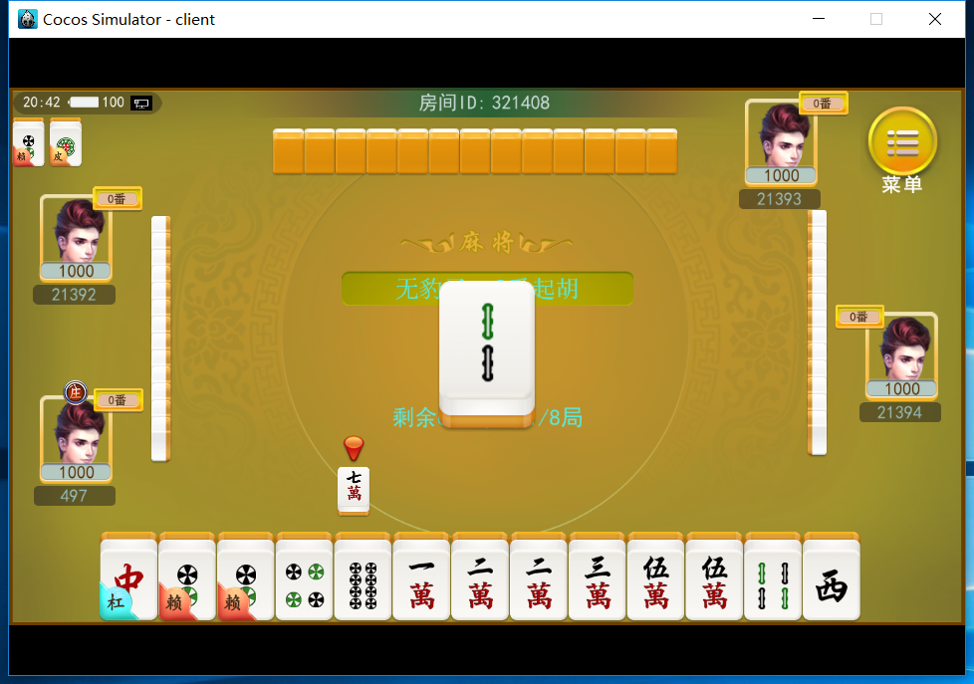 Cocos Simulator - client
20:42 100
房间ID: 321408
赖 皮
0番
1000
21393
菜单
0番
1000
21392
麻将
无豹 起胡
0番
1000
21394
庄 0番
1000
497
剩余 /8局
七萬
中 杠 赖 赖 一萬 二萬 二萬 三萬 伍萬 伍萬 西